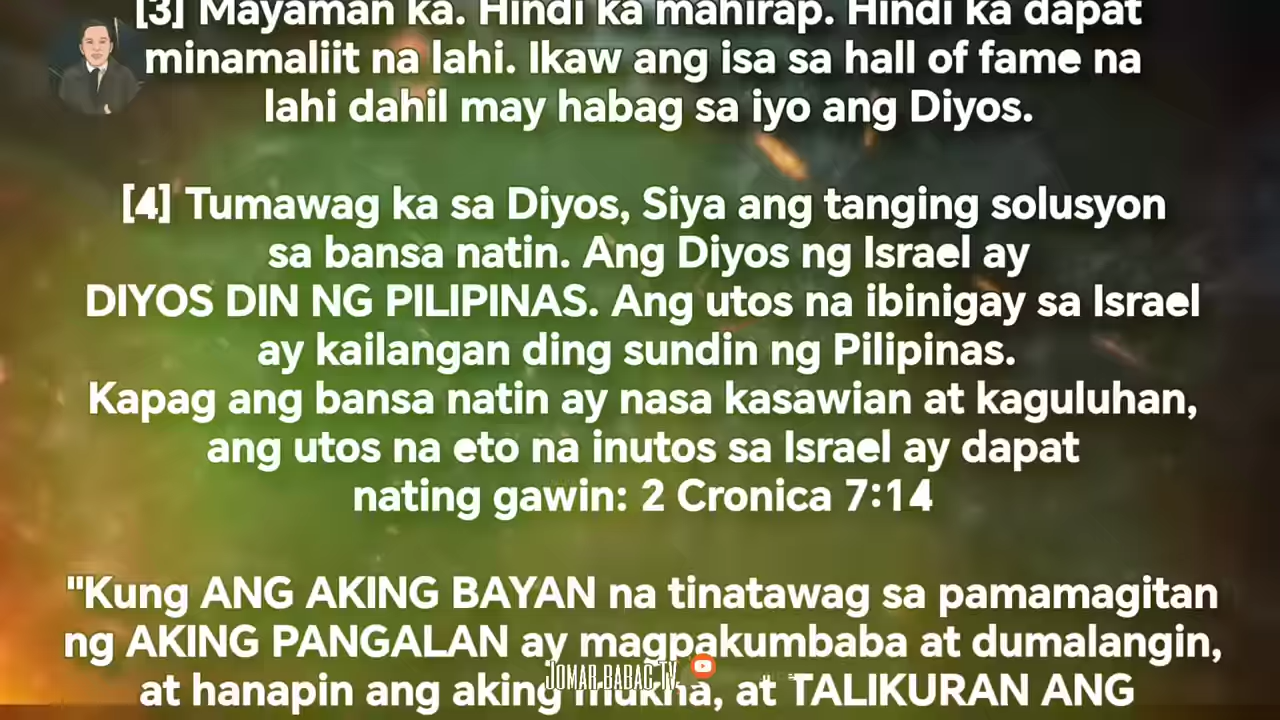 [3] Mayaman ka. Hindi ka mahirap. Hindi ka dapat
minamaliit na lahi. Ikaw ang isa sa hall of fame na
lahi dahil may habag sa iyo ang Diyos.
[4] Tumawag ka sa Diyos, Siya ang tanging solusyon
sa bansa natin. Ang Diyos ng Israel ay
DIYOS DIN NG PILIPINAS. Ang utos na ibinigay sa Israel
ay kailangan ding sundin ng Pilipinas.
Kapag ang bansa natin ay nasa kasawian at kaguluhan,
ang utos na eto na inutos sa Israel ay dapat
nating gawin: 2 Cronica 7:14
"Kung ANG AKING BAYAN na tinatawag sa pamamagitan
ng AKING PANGALAN ay magpakumbaba at dumalangin,
at hanapin ang aking mukha, at TALIKURAN ANG
JOMAR BABAG TV